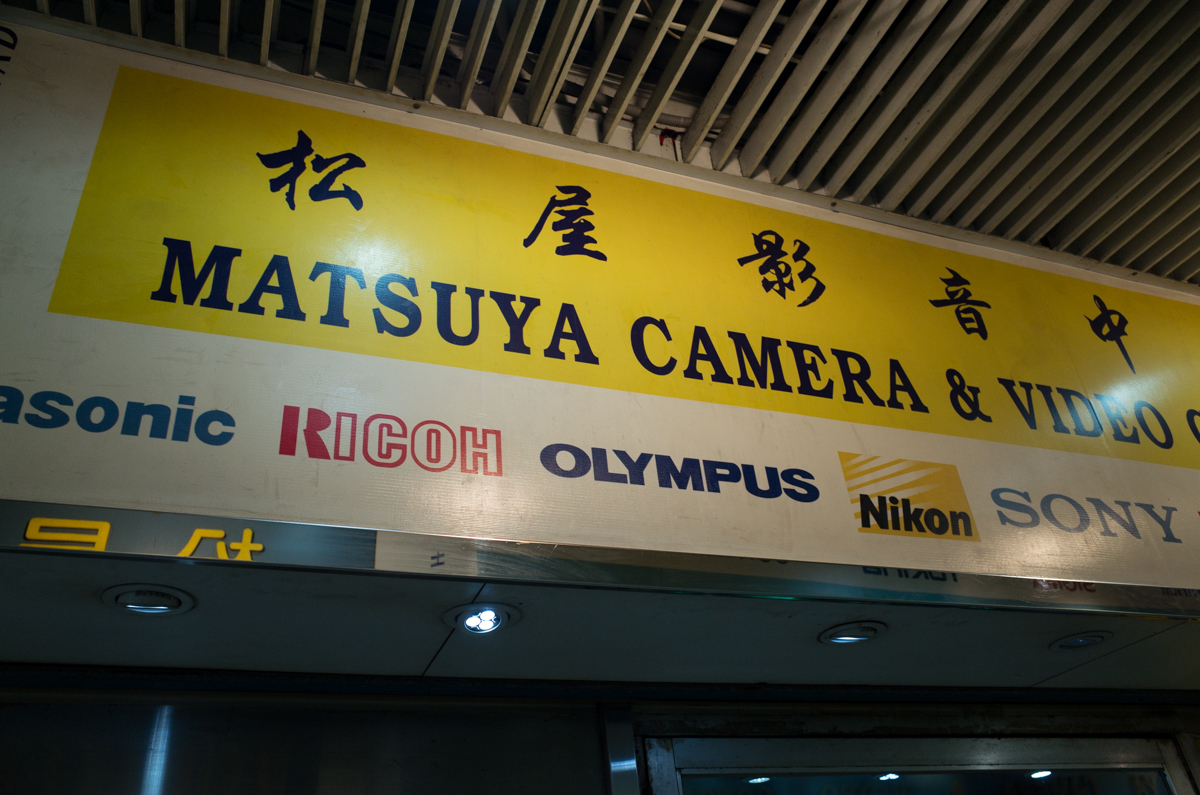 松屋影音中
MATSUYA CAMERA & VIDEO
asonic RICOH OLYMPUS Nikon SONY